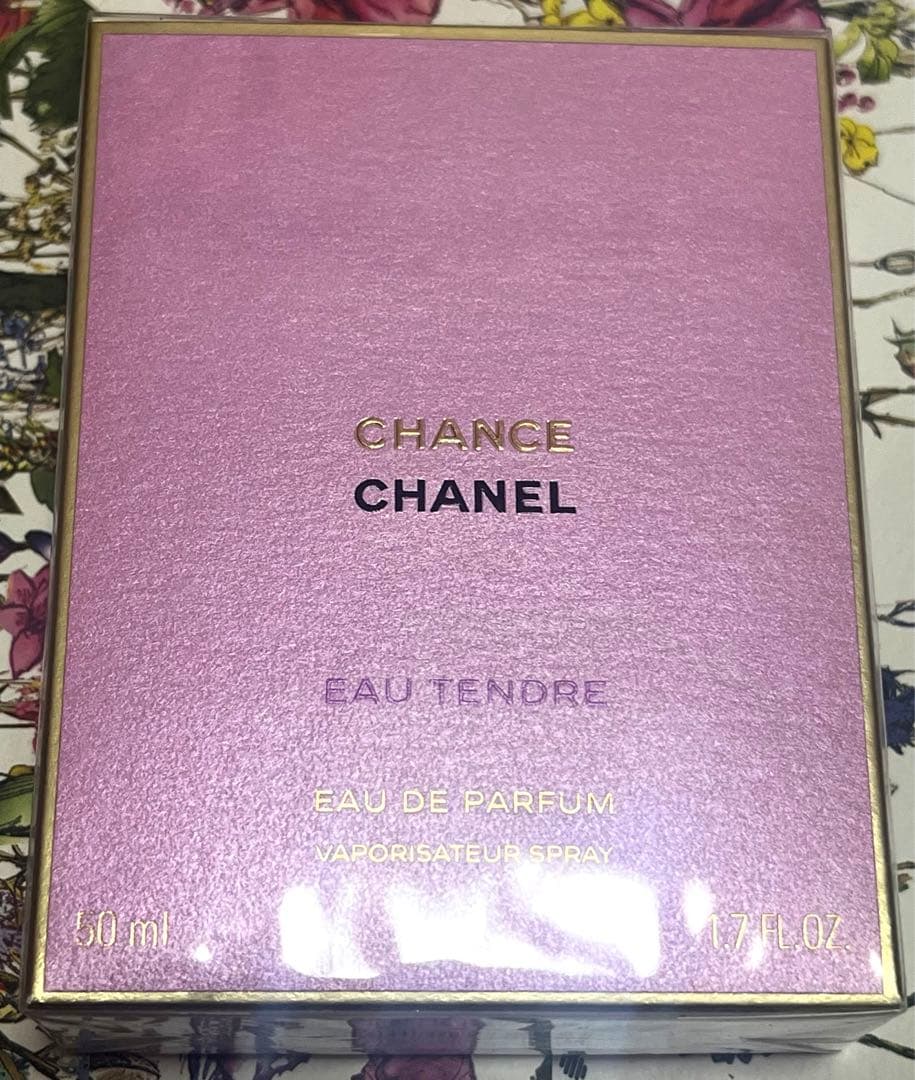 CHANCE
CHANEL
EAU TENDRE
EAU DE PARFUM
VAPORISATEUR SPRAY
50 ml 1.7 FL.OZ.